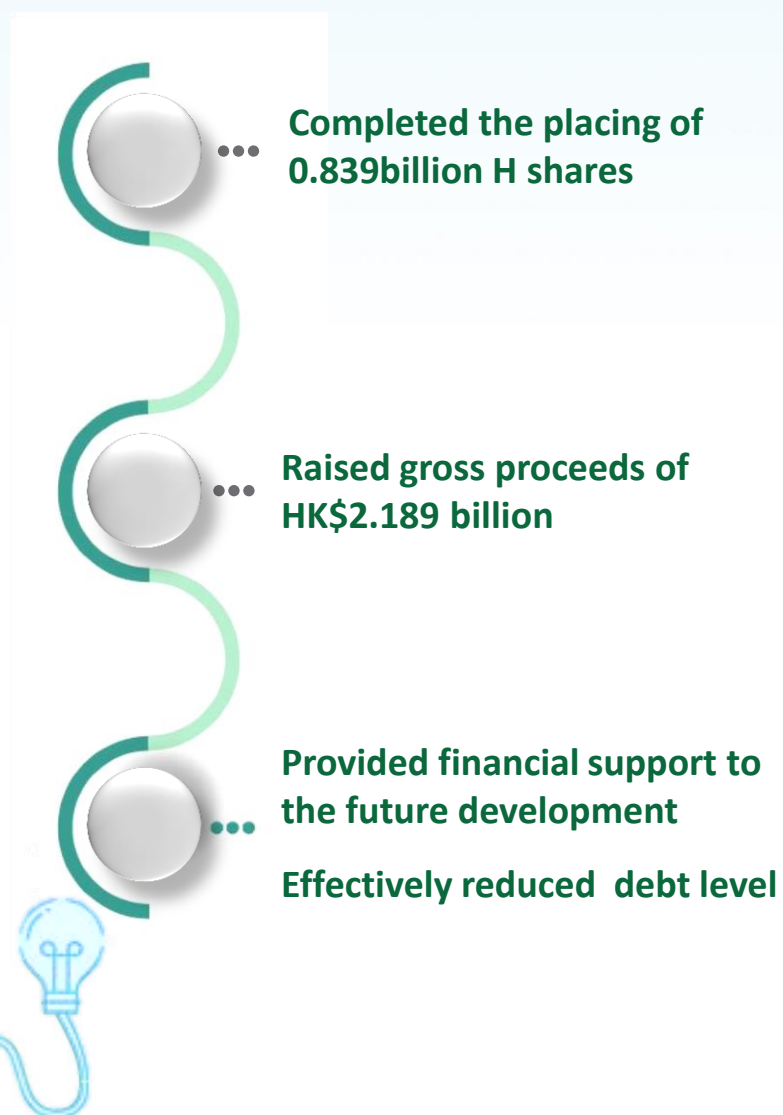 Completed the placing of
0.839billion H shares
Raised gross proceeds of
HK$2.189 billion
Provided financial support to
the future development
Effectively reduced  debt level